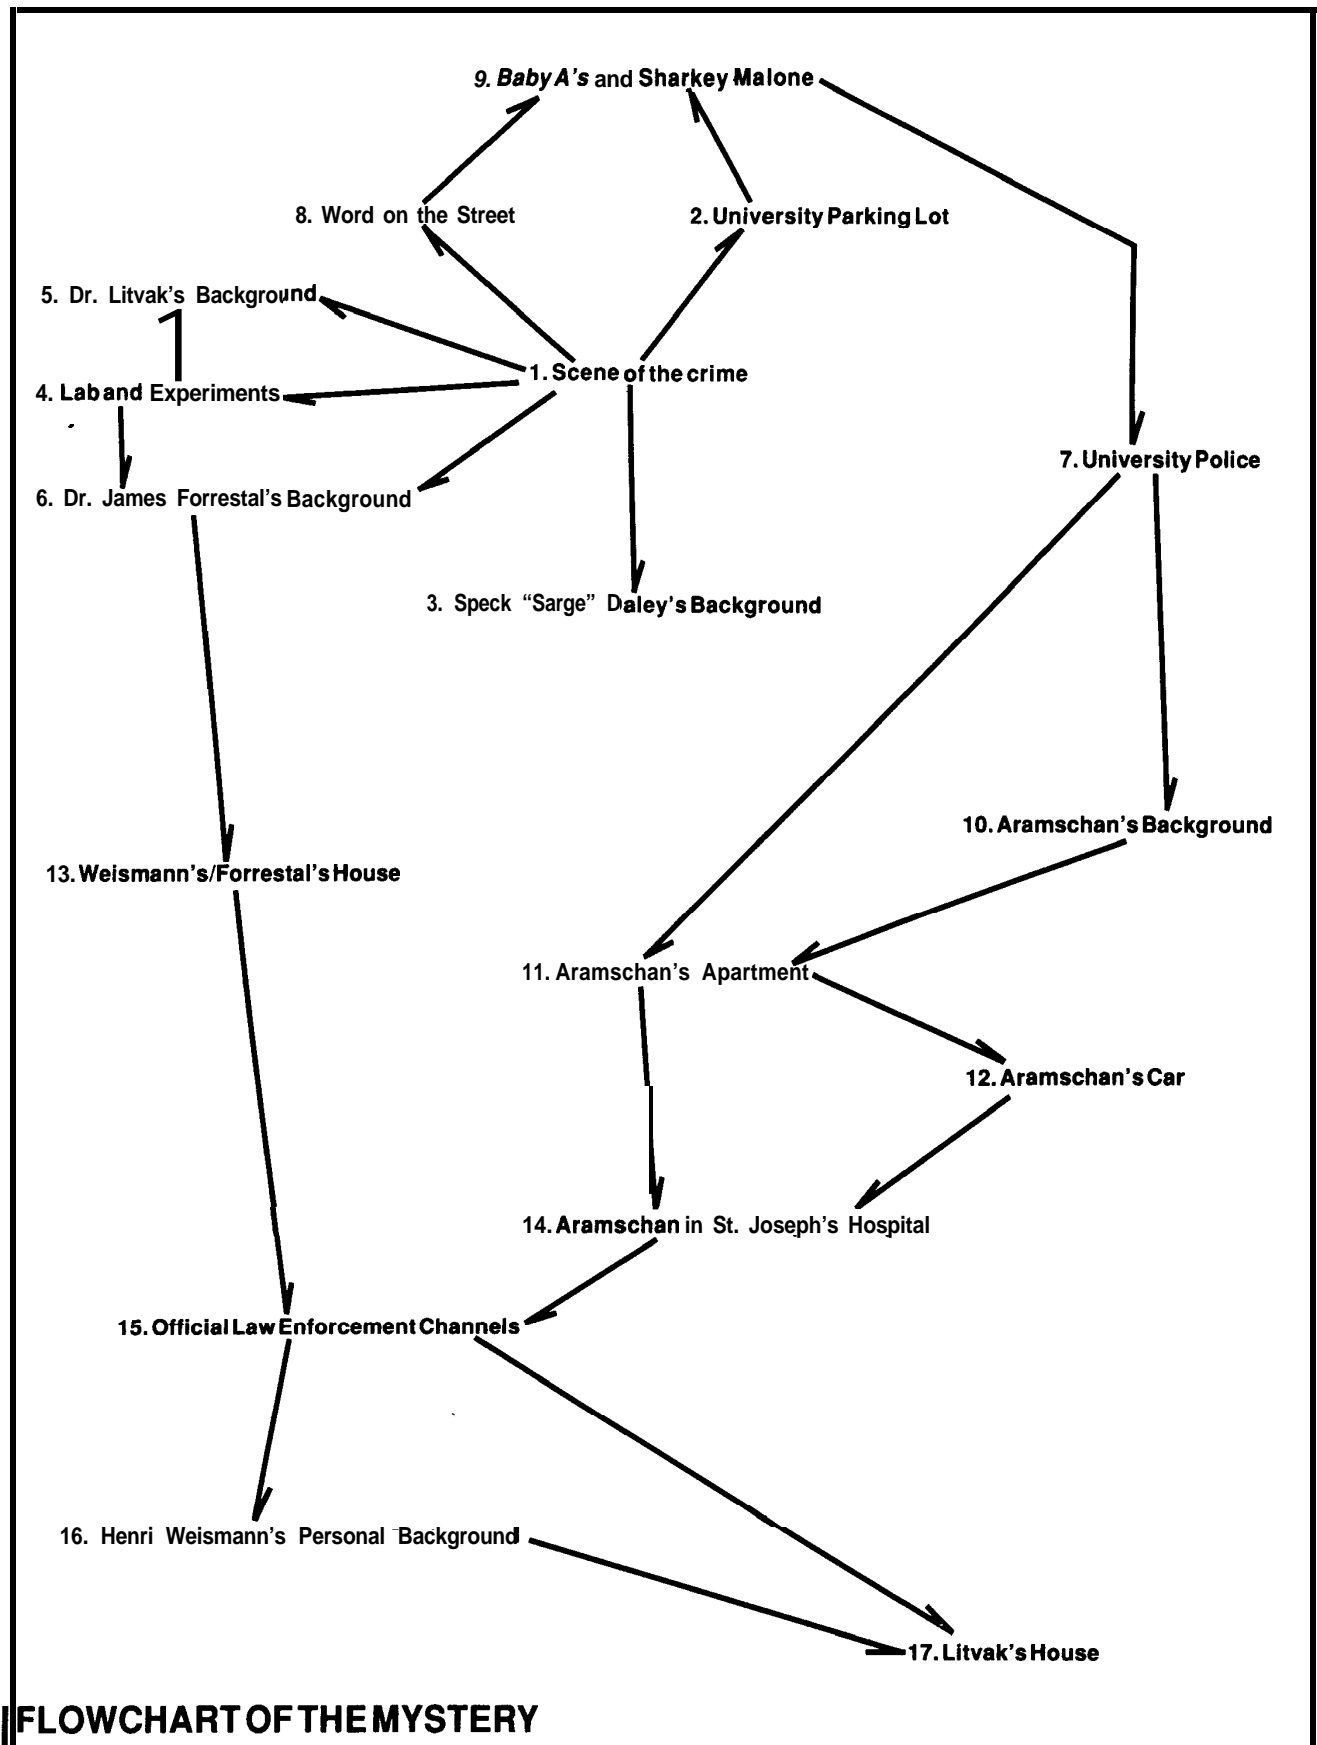 9. Baby A's and Sharkey Malone
8. Word on the Street
2. University Parking Lot
5. Dr. Litvak's Background
1. Scene of the crime
4. Lab and Experiments
7. University Police
6. Dr. James Forrestal's Background
3. Speck “Sarge” Daley's Background
10. Aramschan's Background
13. Weismann's/Forrestal's House
11. Aramschan's Apartment
12. Aramschan's Car
14. Aramschan in St. Joseph's Hospital
15. Official Law Enforcement Channels
16. Henri Weismann's Personal Background
17. Litvak's House
FLOWCHART OF THE MYSTERY